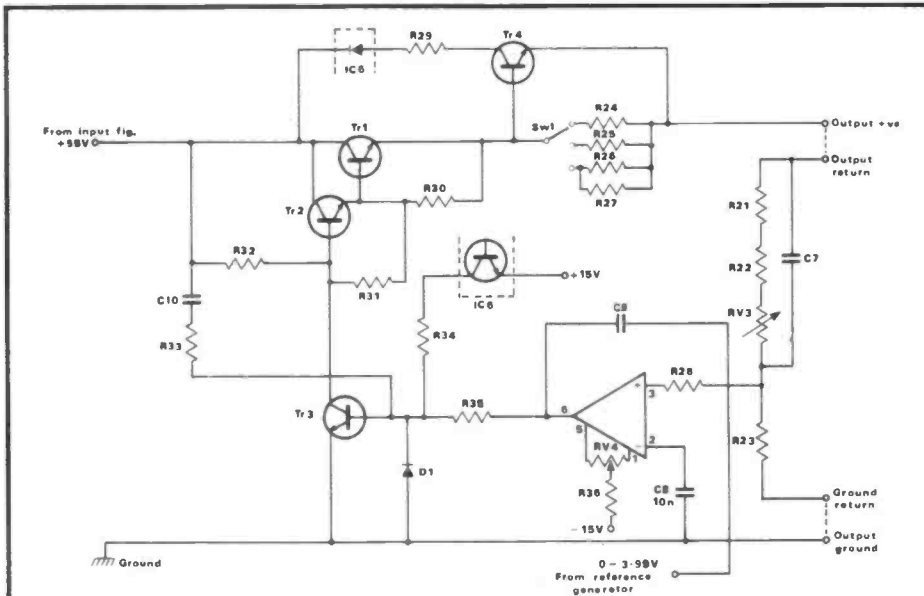 R29
Tr4
IC6
From input fig.
+58V
Tr1
Sw1
R24
R25
R26
R27
Output +ve
Output
return
R30
Tr2
R21
R32
R31
IC6
+15V
R22
C7
C10
C9
R33
R34
RV3
R28
R35
6
+
3
Tr3
5
RV4
1
-
2
R23
D1
R36
C8
10n
-15V
Ground
return
Ground
Output
ground
0-3·99V
From reference
generator